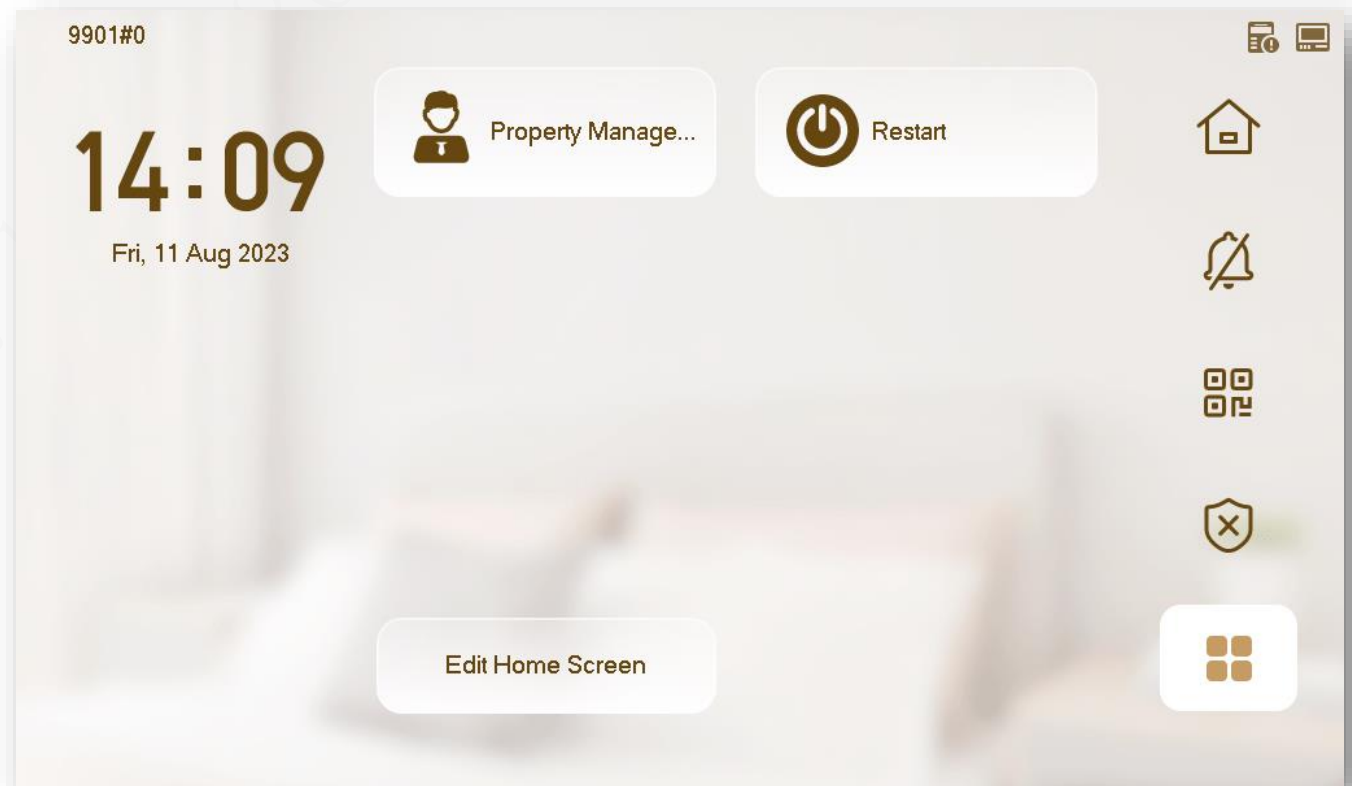 9901#0
14:09
Fri, 11 Aug 2023
Property Manage...
Restart
Edit Home Screen